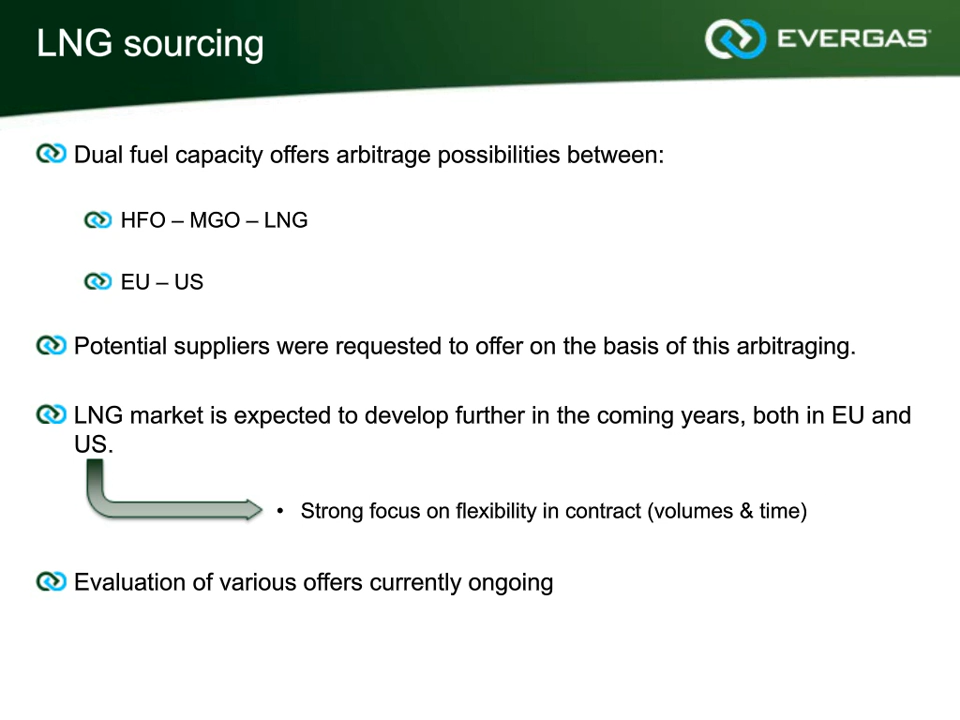 LNG sourcing
EVERGAS
Dual fuel capacity offers arbitrage possibilities between:
HFO – MGO – LNG
EU – US
Potential suppliers were requested to offer on the basis of this arbitraging.
LNG market is expected to develop further in the coming years, both in EU and
US.
• Strong focus on flexibility in contract (volumes & time)
Evaluation of various offers currently ongoing